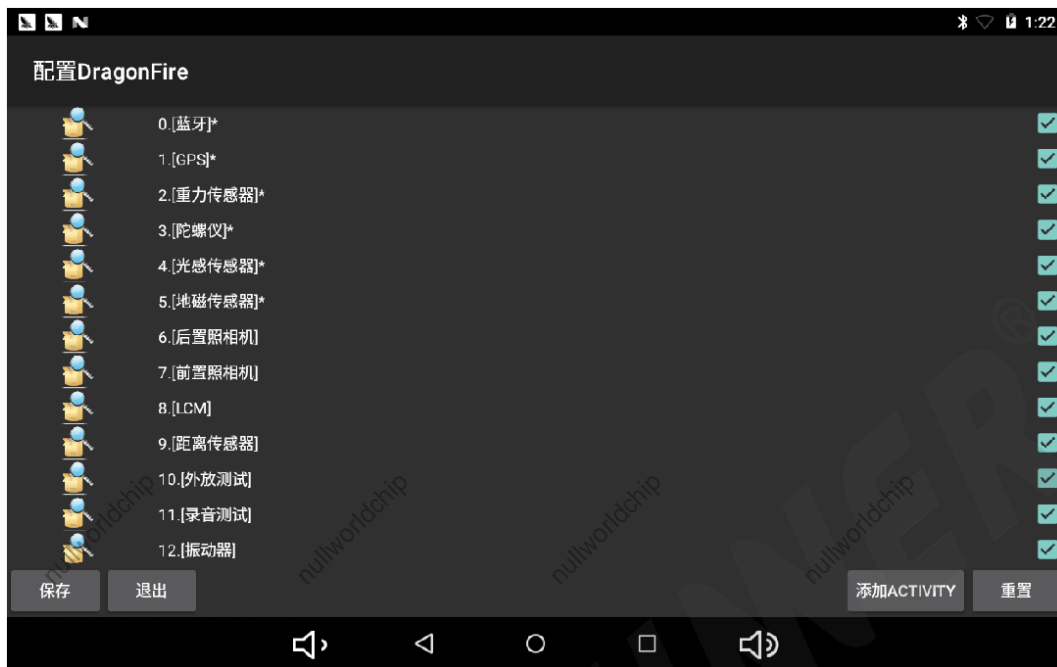 1:22
配置DragonFire
0.[蓝牙]*
1.[GPS]*
2.[重力传感器]*
3.[陀螺仪]*
4.[光感传感器]*
5.[地磁传感器]*
6.[后置照相机]
7.[前置照相机]
8.[LCM]
9.[距离传感器]
10.[外放测试]
11.[录音测试]
12.[振动器]
nullworldchip nullworldchip nullworldchip nullworldchip
保存 退出 添加ACTIVITY 重置